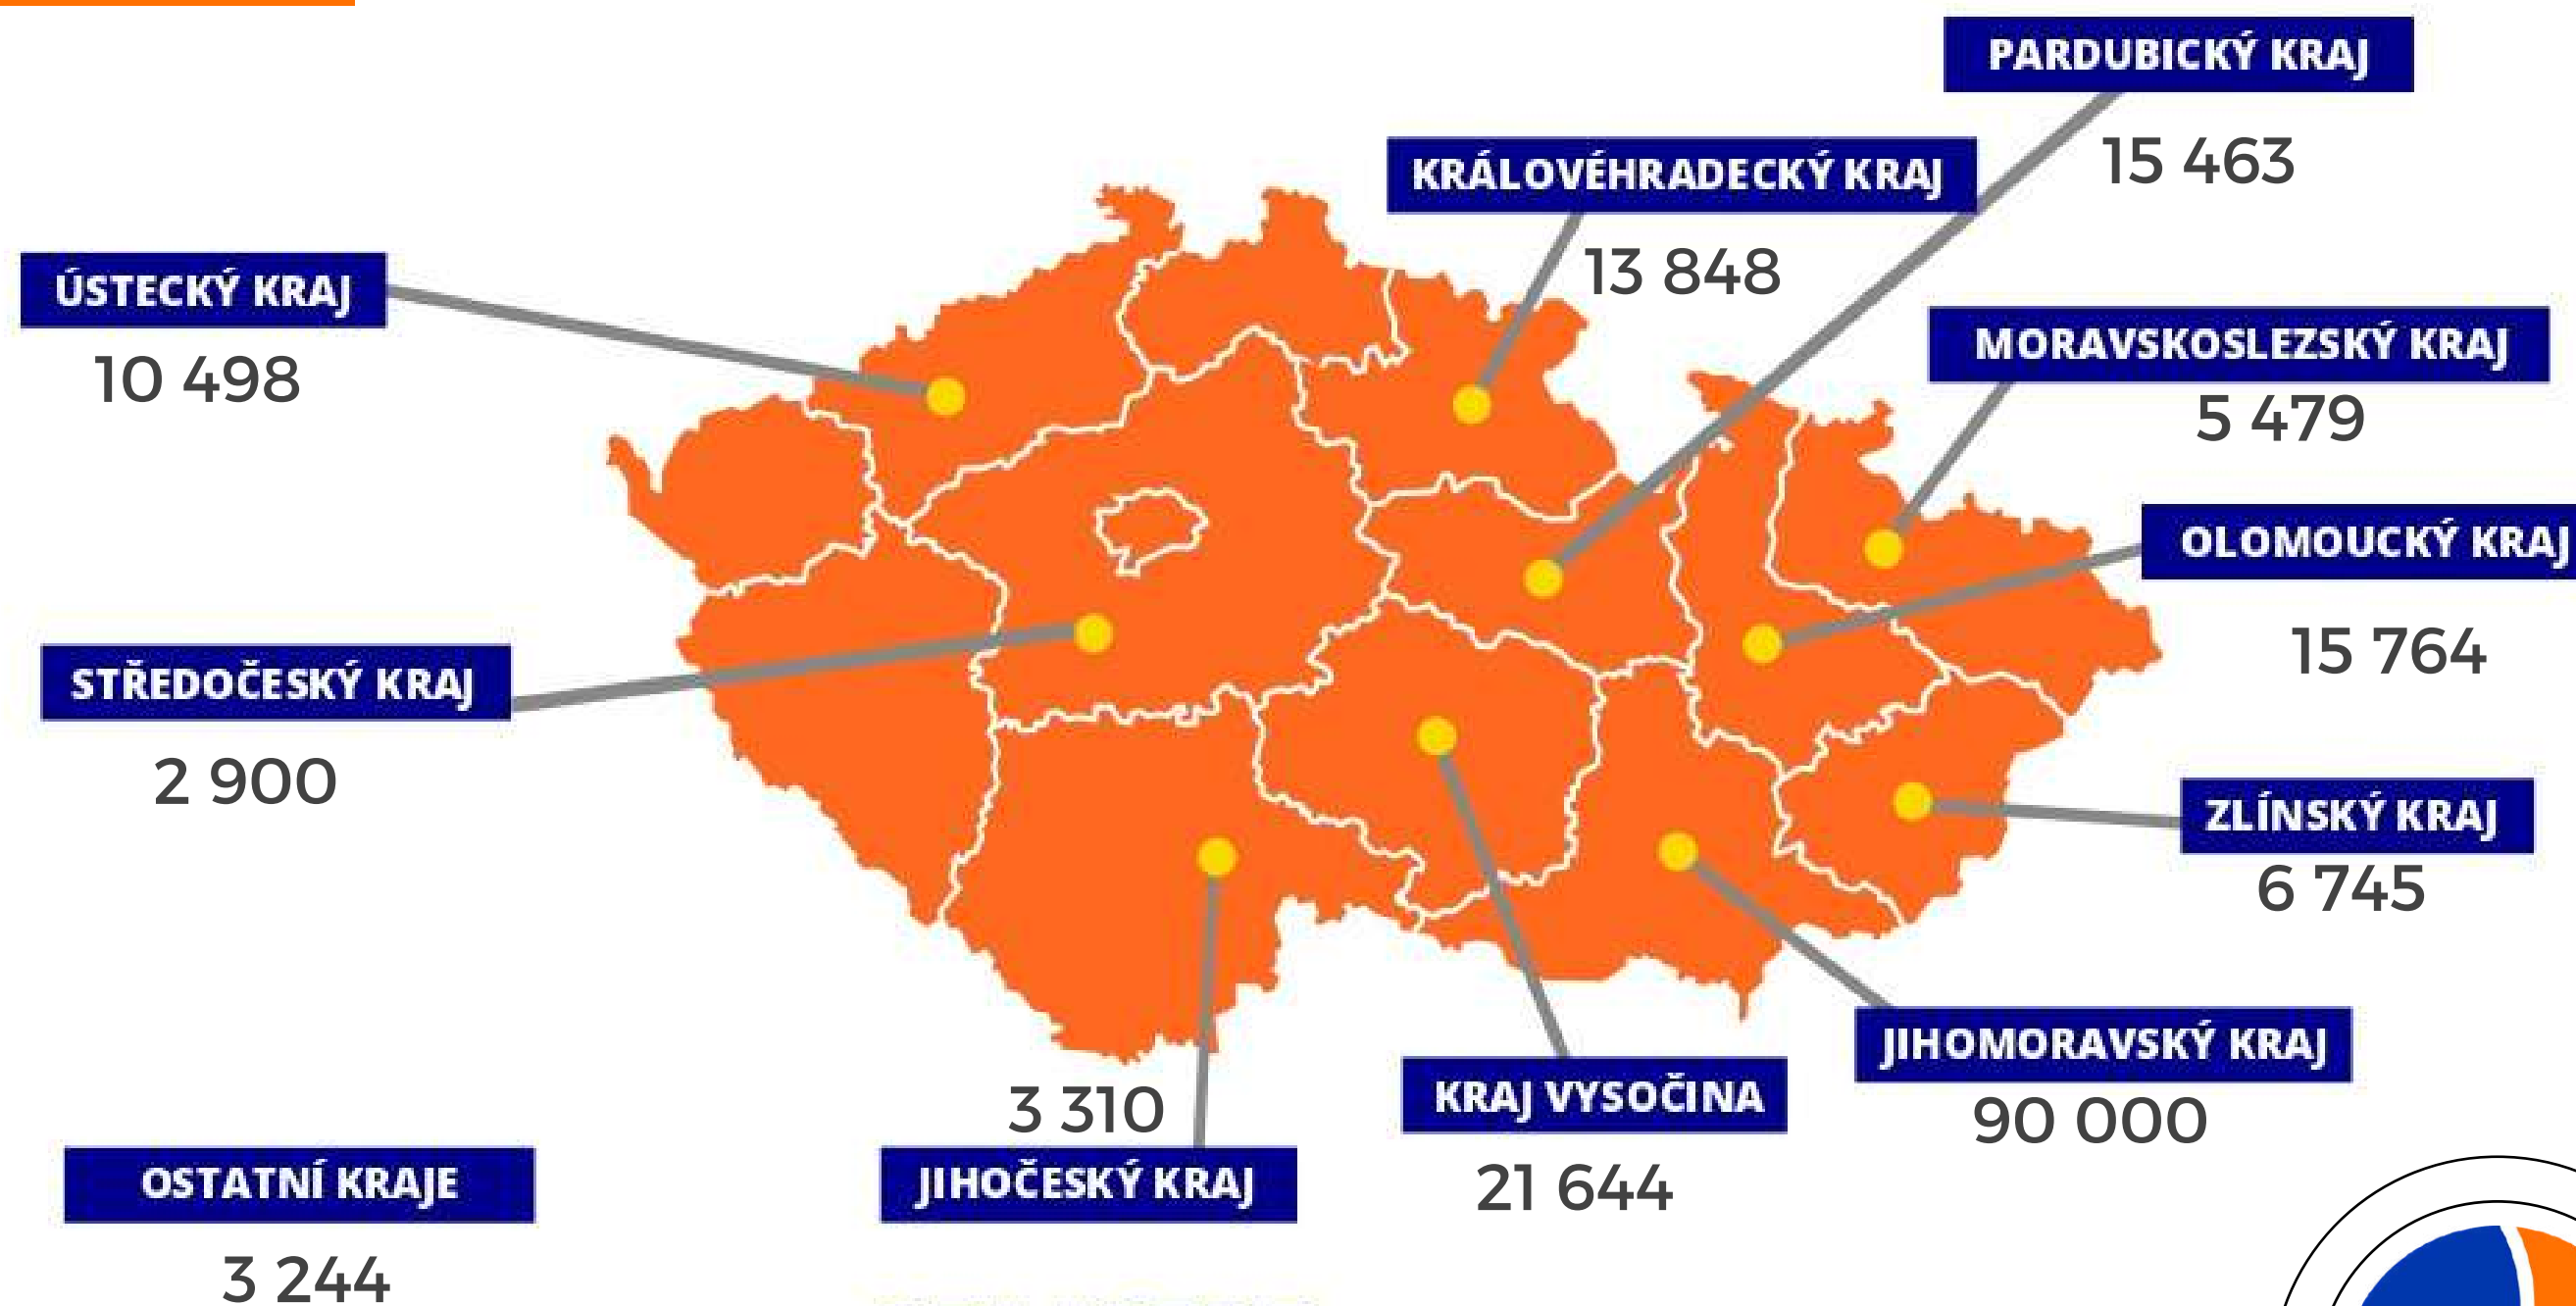 PARDUBICKÝ KRAJ
15 463
KRÁLOVÉHRADECKÝ KRAJ
13 848
ÚSTECKÝ KRAJ
10 498
MORAVSKOSLEZSKÝ KRAJ
5 479
OLOMOUCKÝ KRAJ
15 764
STŘEDOČESKÝ KRAJ
2 900
ZLÍNSKÝ KRAJ
6 745
JIHOMORAVSKÝ KRAJ
90 000
KRAJ VYSOČINA
21 644
3 310
JIHOČESKÝ KRAJ
OSTATNÍ KRAJE
3 244